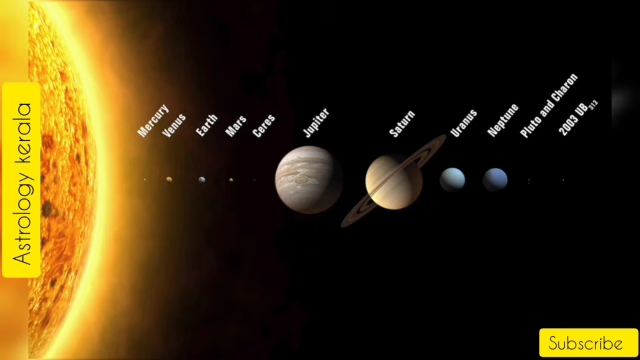 Astrology kerala
Mercury
Venus
Earth
Mars
Ceres
Jupiter
Saturn
Uranus
Neptune
Pluto and Charon
2003 UB₃₁₃
Subscribe